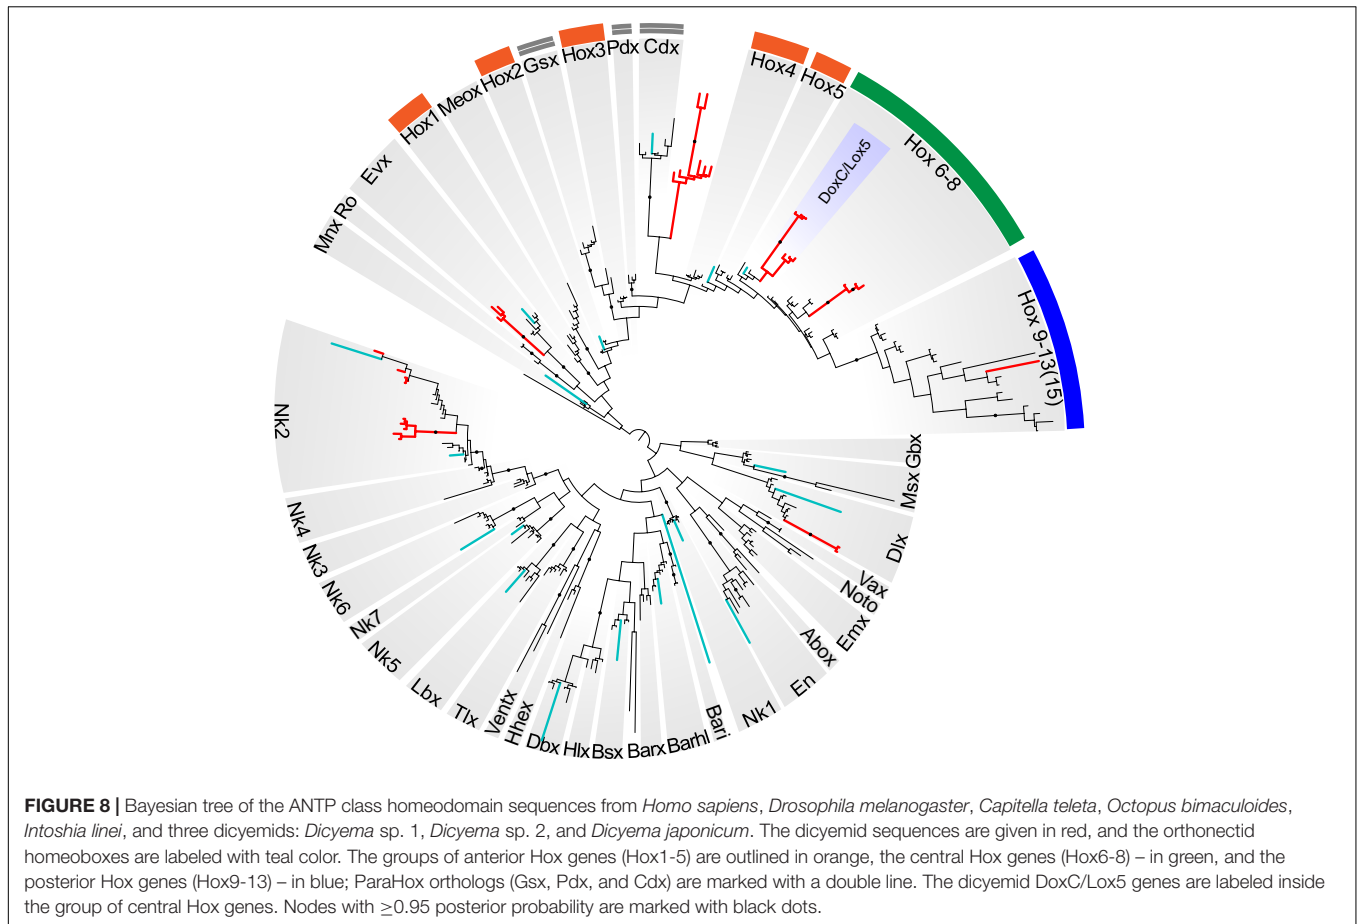 Mnx
Ro
Evx
Hox1
Meox
Hox2
Gsx
Hox3
Pdx
Cdx
Hox4
Hox5
Hox 6-8
DoxC/Lox5
Hox 9-13(15)
Gbx
Msx
Dlx
Vax
Noto
Emx
Abox
En
Nk1
Bari
Barhl
Barx
Bsx
Hlx
Dbx
Hhex
Ventx
Tlx
Lbx
Nk5
Nk7
Nk6
Nk3
Nk4
Nk2
FIGURE 8 | Bayesian tree of the ANTP class homeodomain sequences from Homo sapiens, Drosophila melanogaster, Capitella teleta, Octopus bimaculoides,
Intoshia linei, and three dicyemids: Dicyema sp. 1, Dicyema sp. 2, and Dicyema japonicum. The dicyemid sequences are given in red, and the orthonectid
homeoboxes are labeled with teal color. The groups of anterior Hox genes (Hox1-5) are outlined in orange, the central Hox genes (Hox6-8) – in green, and the
posterior Hox genes (Hox9-13) – in blue; ParaHox orthologs (Gsx, Pdx, and Cdx) are marked with a double line. The dicyemid DoxC/Lox5 genes are labeled inside
the group of central Hox genes. Nodes with ≥0.95 posterior probability are marked with black dots.